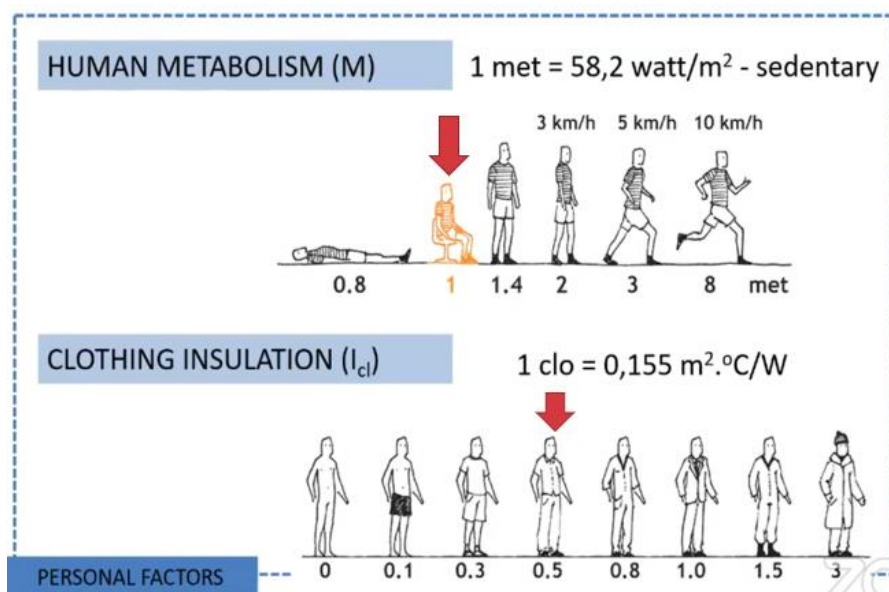 HUMAN METABOLISM (M) 1 met = 58,2 watt/m² - sedentary
3 km/h 5 km/h 10 km/h
0.8 1 1.4 2 3 8 met
CLOTHING INSULATION (I_cl) 1 clo = 0,155 m².ºC/W
0 0.1 0.3 0.5 0.8 1.0 1.5 3
PERSONAL FACTORS